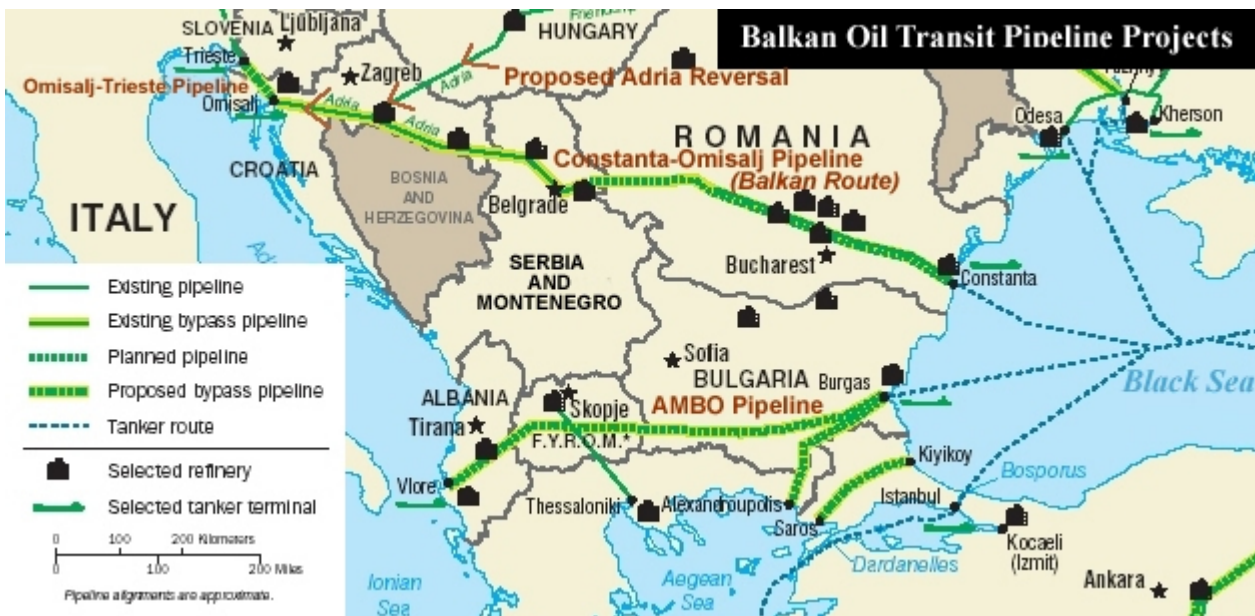 Balkan Oil Transit Pipeline Projects
SLOVENIA
Ljubljana
Friendship
HUNGARY
Trieste
Zagreb
Adria
Adria
Proposed Adria Reversal
Omisalj-Trieste Pipeline
Omisalj
Adria
Adria
ROMANIA
Odesa
Kherson
CROATIA
BOSNIA
AND
HERZEGOVINA
Constanta-Omisalj Pipeline
(Balkan Route)
Belgrade
ITALY
Bucharest
Constanta
SERBIA
AND
MONTENEGRO
Existing pipeline
Existing bypass pipeline
Planned pipeline
Proposed bypass pipeline
Tanker route
Selected refinery
Selected tanker terminal
0 100 200 Kilometers
0 100 200 Miles
Pipeline alignments are approximate.
Sofia
BULGARIA
Burgas
Black Sea
ALBANIA
Skopje
AMBO Pipeline
Tirana
F.Y.R.O.M.*
Kiyikoy
Bosporus
Vlore
Thessaloniki
Alexandroupolis
Istanbul
Saros
Kocaeli
(Izmit)
Dardanelles
Ionian
Sea
Aegean
Sea
Ankara